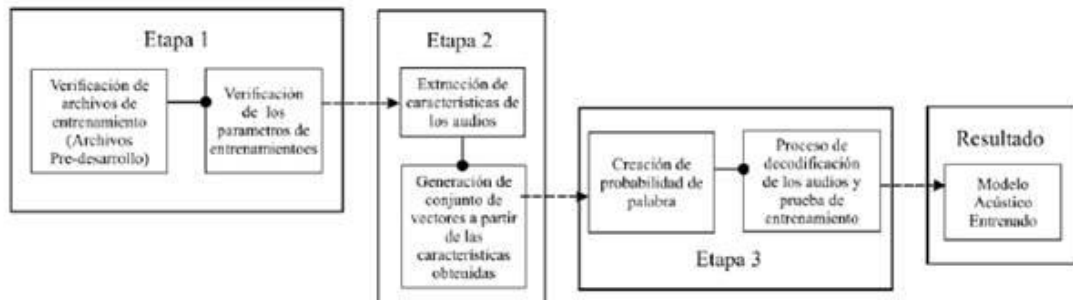 Etapa 1
Verificación de
archivos de
entrenamiento
(Archivos
Pre-desarrollo)
Verificación
de los
parametros de
entrenamientoes
Etapa 2
Extracción de
características de
los audios
Generación de
conjunto de
vectores a partir
de las
características
obtenidas
Creación de
probabilidad de
palabra
Proceso de
decodificación
de los audios y
prueba de
entrenamiento
Etapa 3
Resultado
Modelo
Acústico
Entrenado